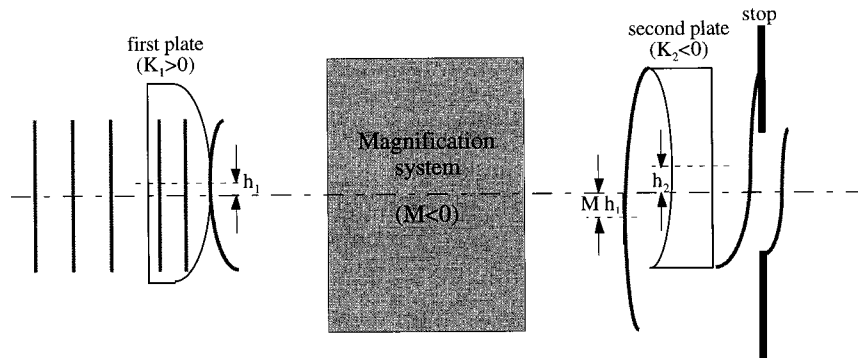 first plate
(K₁>0)
h₁
Magnification
system
(M<0)
second plate
(K₂<0)
stop
h₂
M h₁